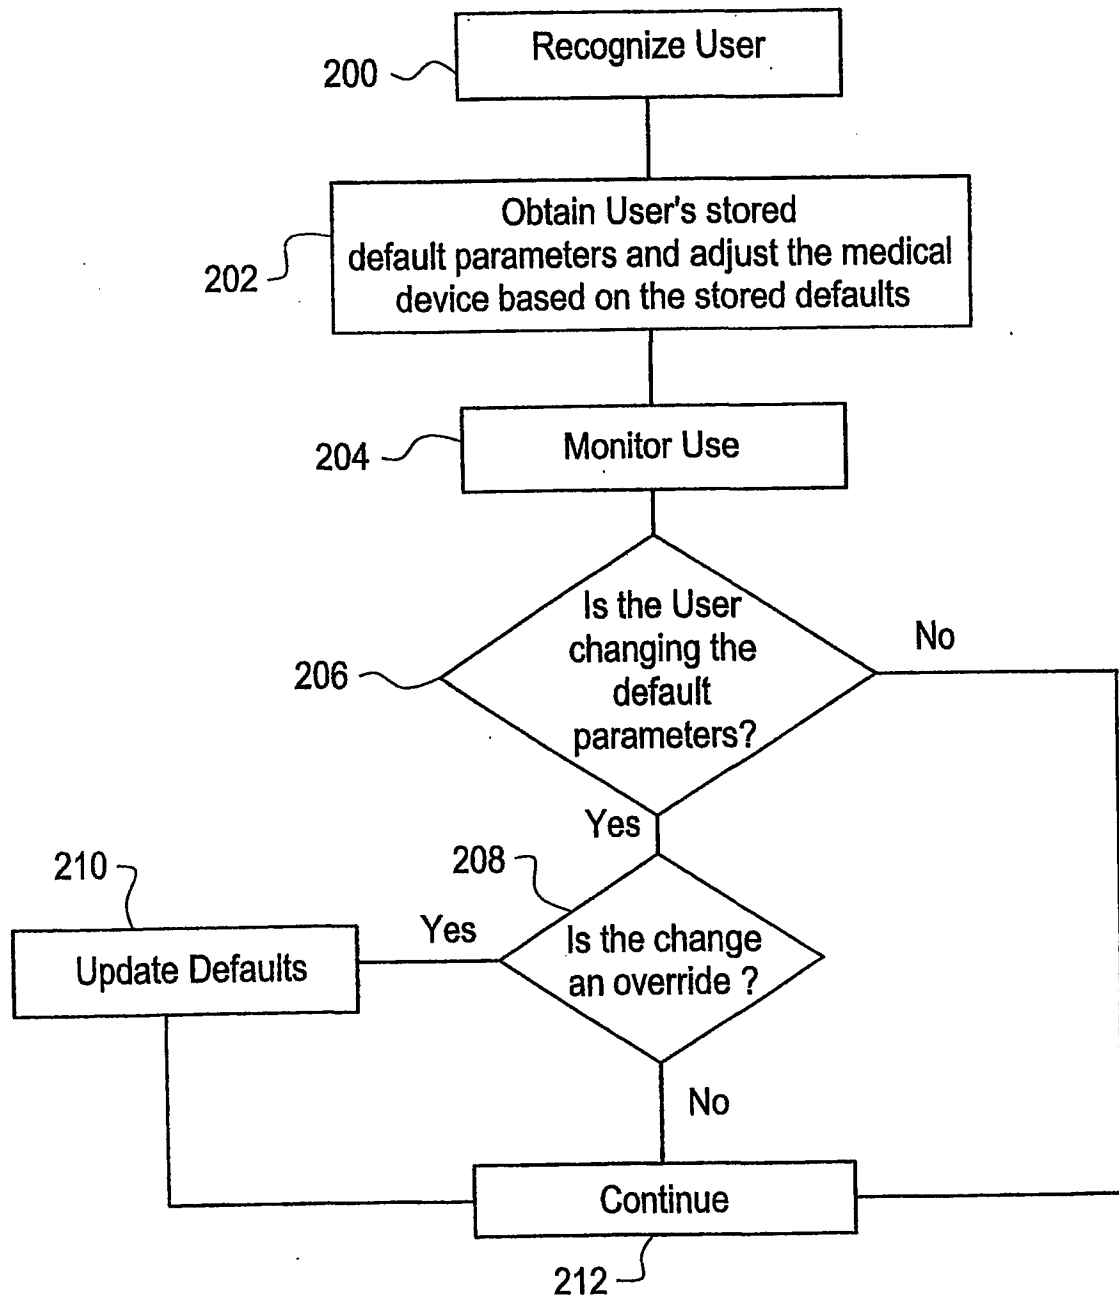 Recognize User
200
Obtain User's stored
default parameters and adjust the medical
device based on the stored defaults
202
Monitor Use
204
Is the User
changing the
default
parameters?
206
No
Yes
208
210
Yes
Is the change
an override ?
Update Defaults
No
Continue
212